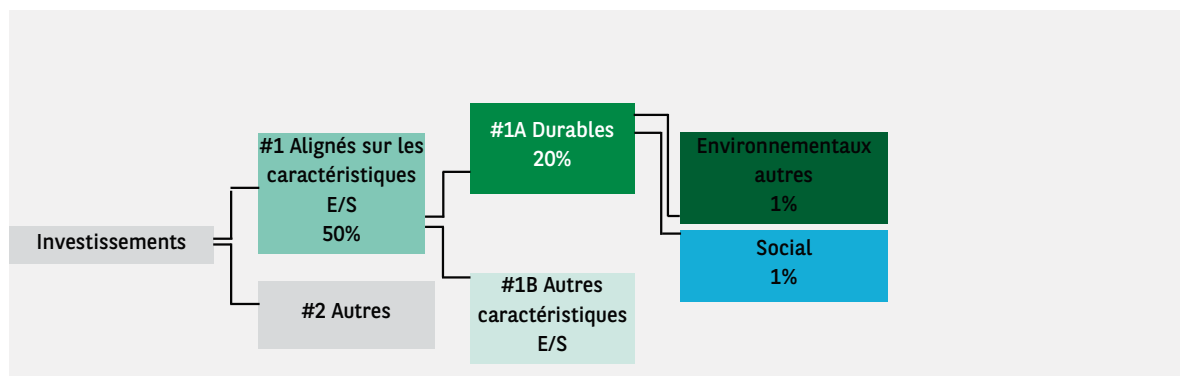 Investissements
#1 Alignés sur les
caractéristiques
E/S
50%
#2 Autres
#1A Durables
20%
#1B Autres
caractéristiques
E/S
Environnementaux
autres
1%
Social
1%